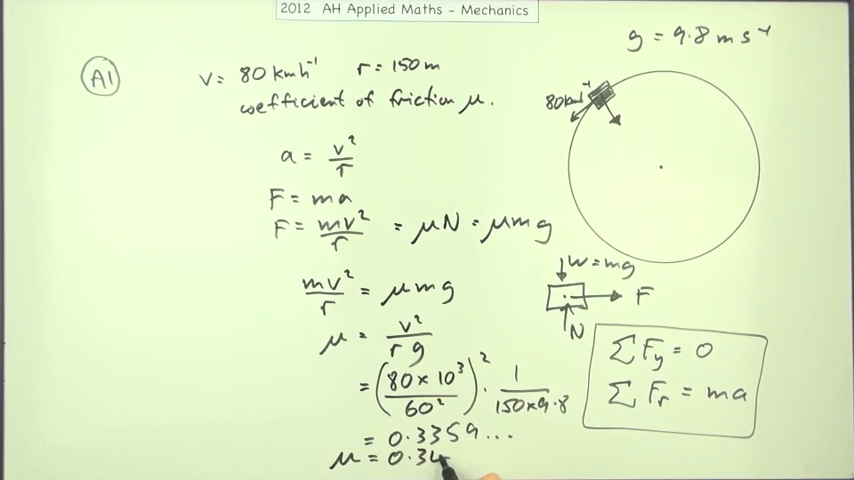 2012 AH Applied Maths - Mechanics
g = 9.8 m s⁻¹
A1
v = 80 kmh⁻¹ r = 150 m
coefficient of friction μ.
80kmh⁻¹
a = v²/r
F = ma
F = mv²/r = μN = μmg
W = mg
F
N
mv²/r = μmg
μ = v²/rg
= (80 × 10³/60²)² · 1/150×9.8
= 0.3359...
μ = 0.34
ΣFy = 0
ΣFr = ma